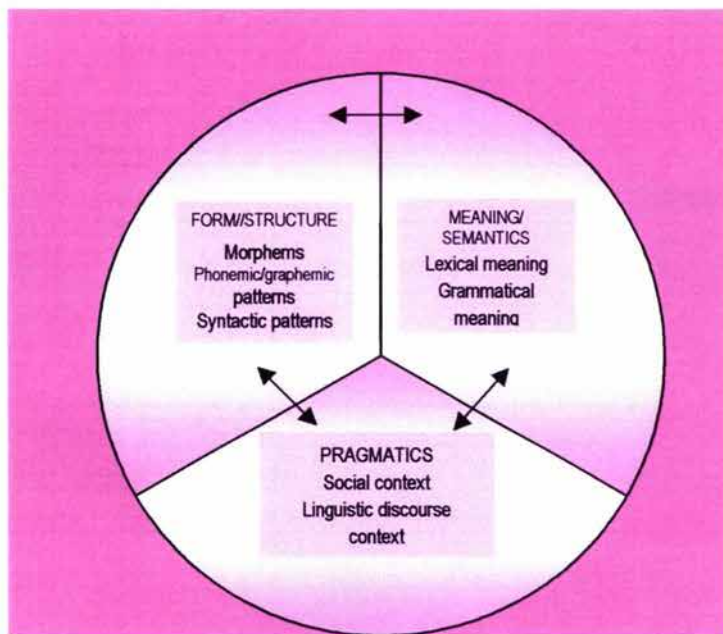 FORM//STRUCTURE
Morphems
Phonemic/graphemic
patterns
Syntactic patterns
MEANING/
SEMANTICS
Lexical meaning
Grammatical
meaning
PRAGMATICS
Social context
Linguistic discourse
context